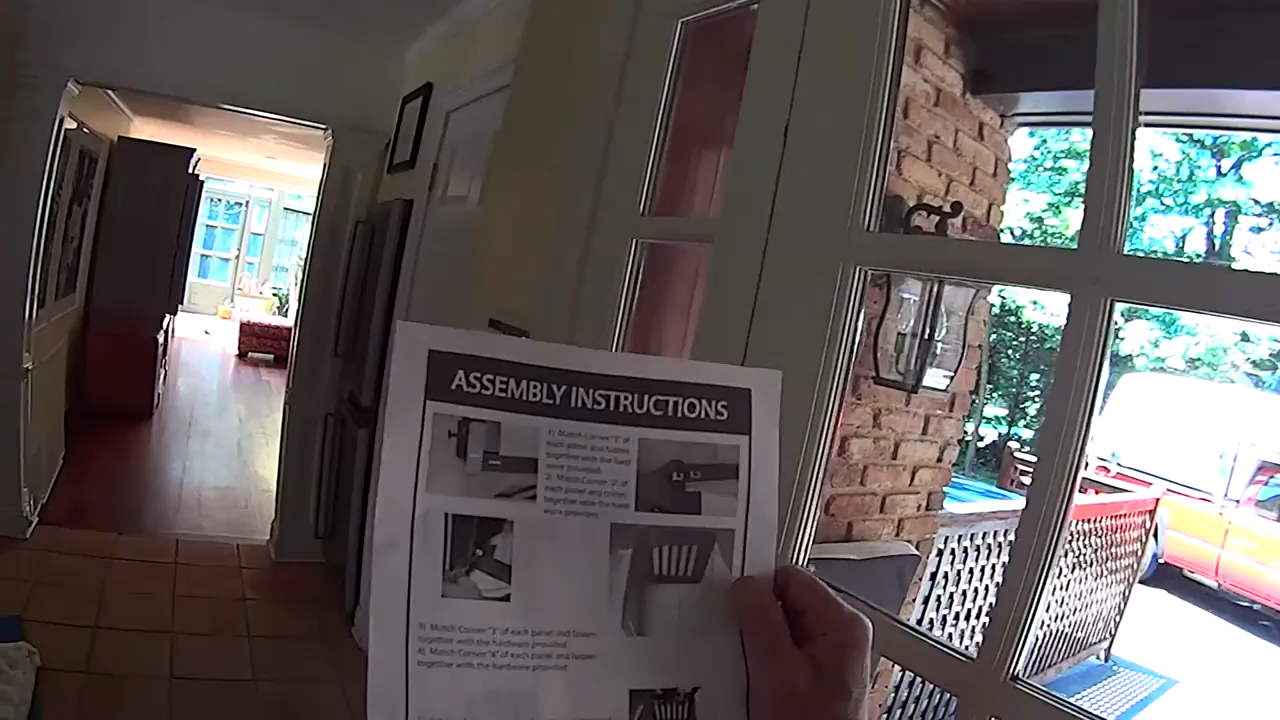 ASSEMBLY INSTRUCTIONS
1) Match Corner "1" of
each panel and fasten
together with the hard
ware provided.
2) Match Corner "2" of
each panel and fasten
together with the hard
ware provided.
3) Match Corner "3" of each panel and fasten
together with the hardware provided.
4) Match Corner "4" of each panel and fasten
together with the hardware provided.